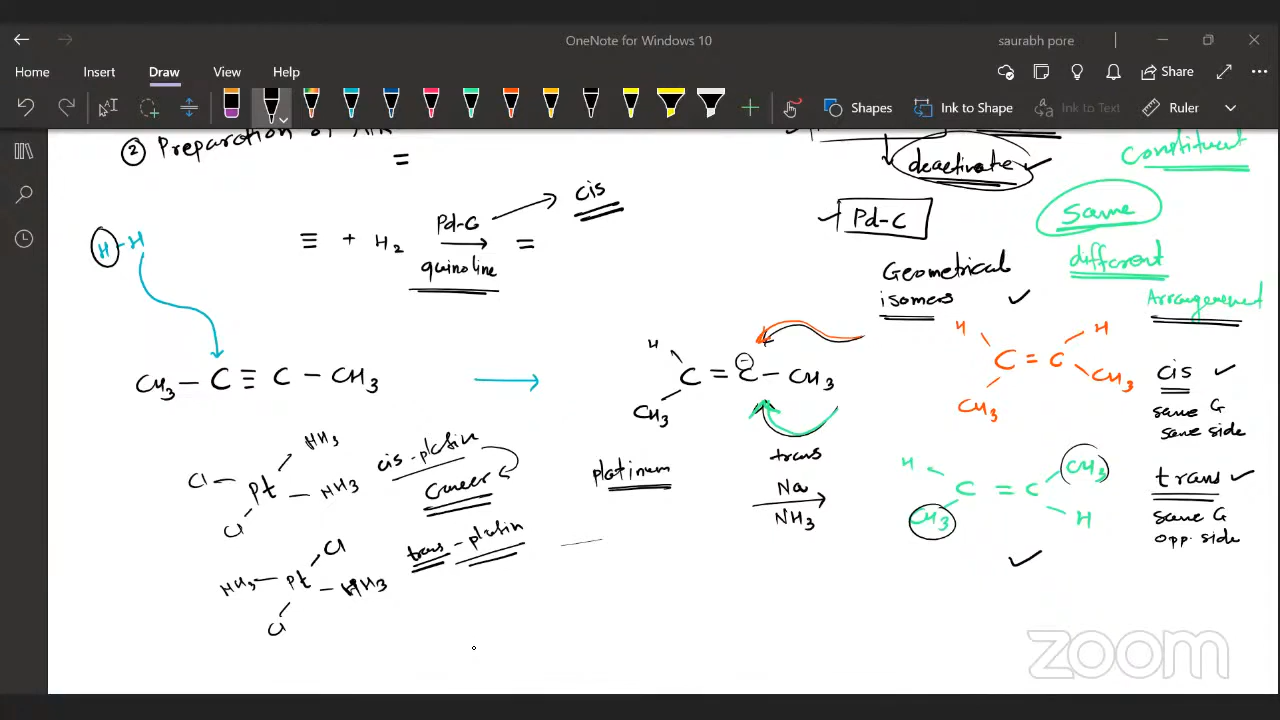 OneNote for Windows 10
saurabh pore
Home Insert Draw View Help
Share
Shapes
Ink to Shape
Ink to Text
Ruler
② Preparation of
=
≡ + H₂ Pd-C quinoline =
cis
H-H
CH₃ – C ≡ C – CH₃
deactivate
Pd-C
constituent
same
different
Arrangement
Geometrical
isomers
H
C = C – CH₃
CH₃
trans
Na
NH₃
H H
C = C
CH₃ CH₃
cis
same G
same side
H CH₃
C = C
CH₃ H
trans
same G
opp. side
platinum
NH₃
Cl Pt NH₃
Cl
cis-platin
Cancer
Cl
NH₃ – Pt – NH₃
Cl
trans-platin
zoom